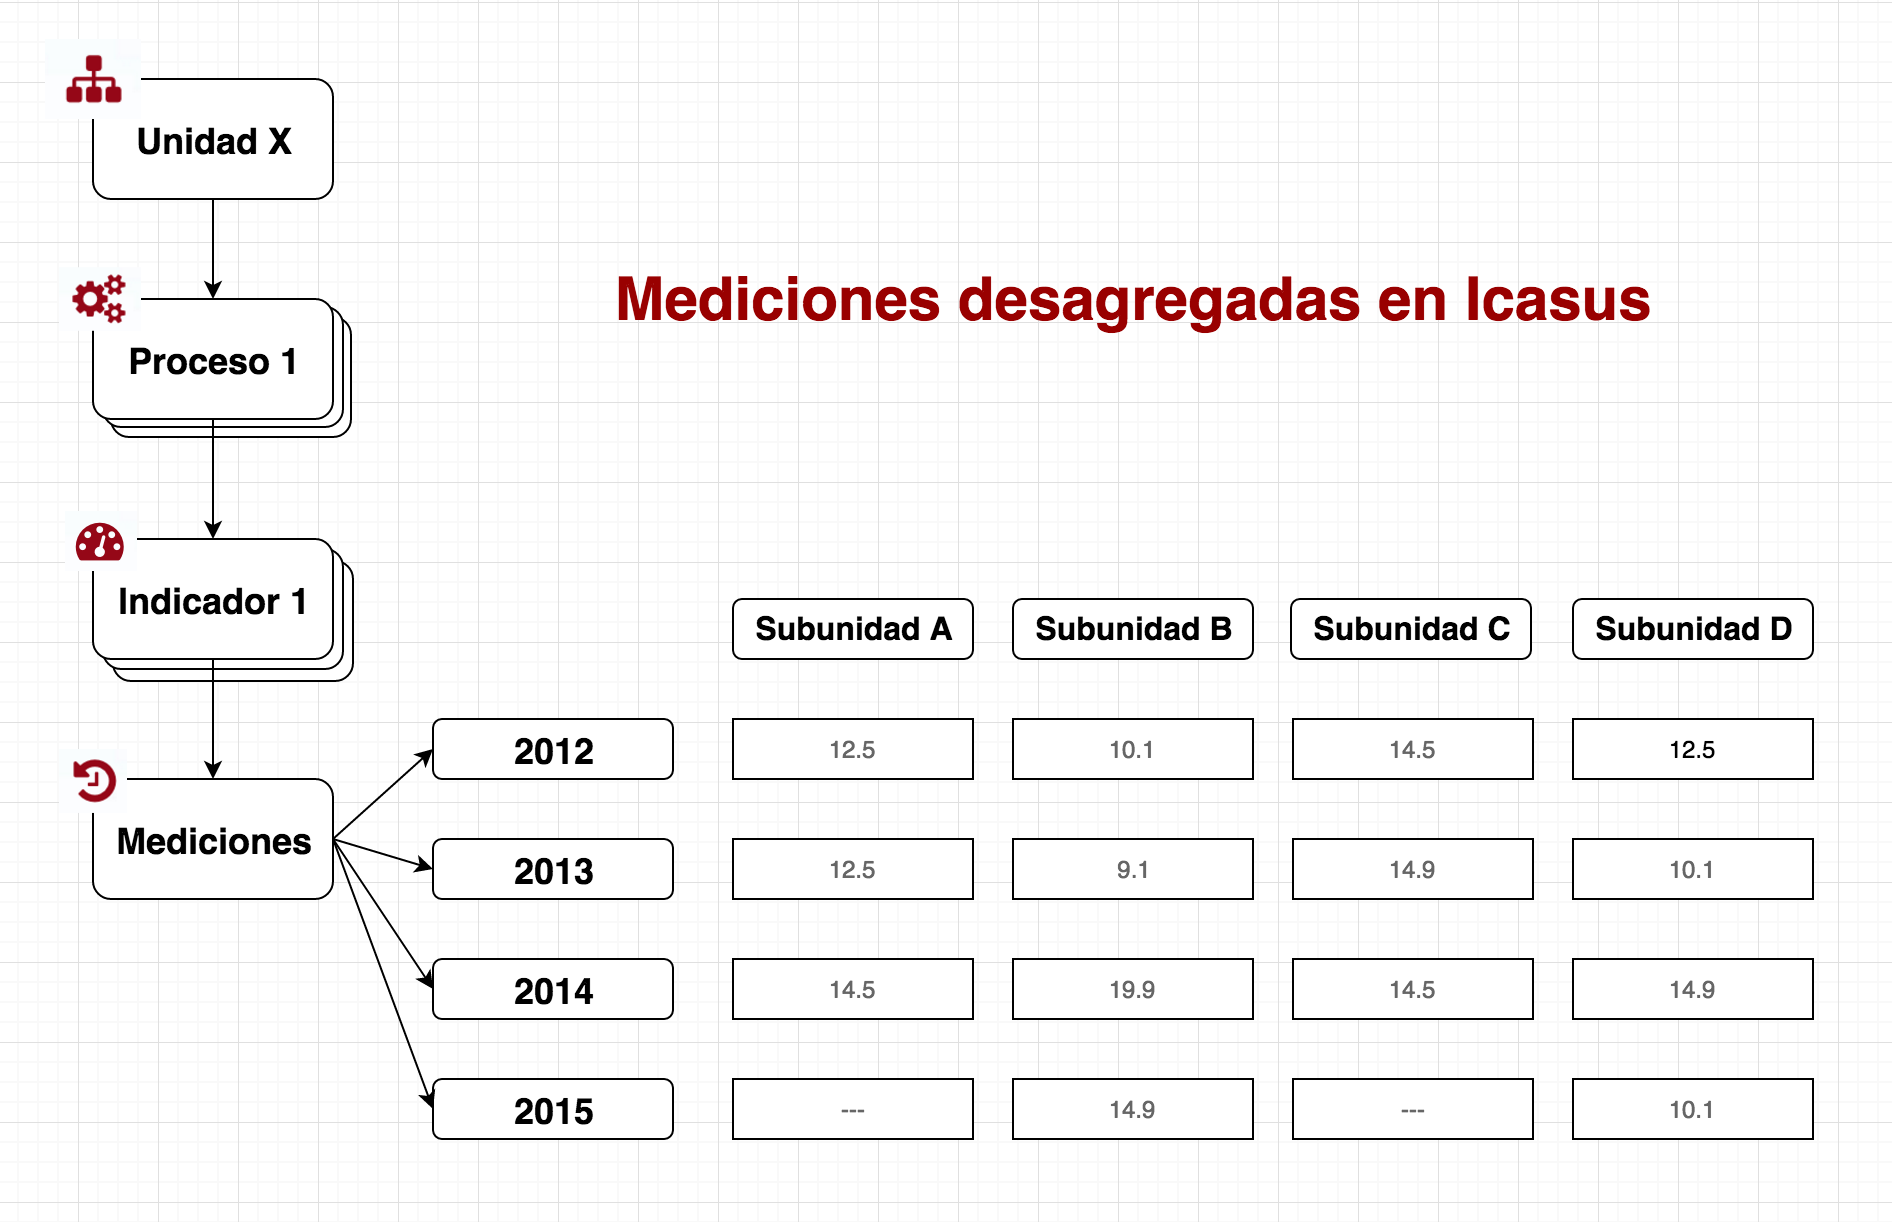 Unidad X
Proceso 1
Mediciones desagregadas en Icasus
Indicador 1
Subunidad A Subunidad B Subunidad C Subunidad D
Mediciones
2012 12.5 10.1 14.5 12.5
2013 12.5 9.1 14.9 10.1
2014 14.5 19.9 14.5 14.9
2015 --- 14.9 --- 10.1